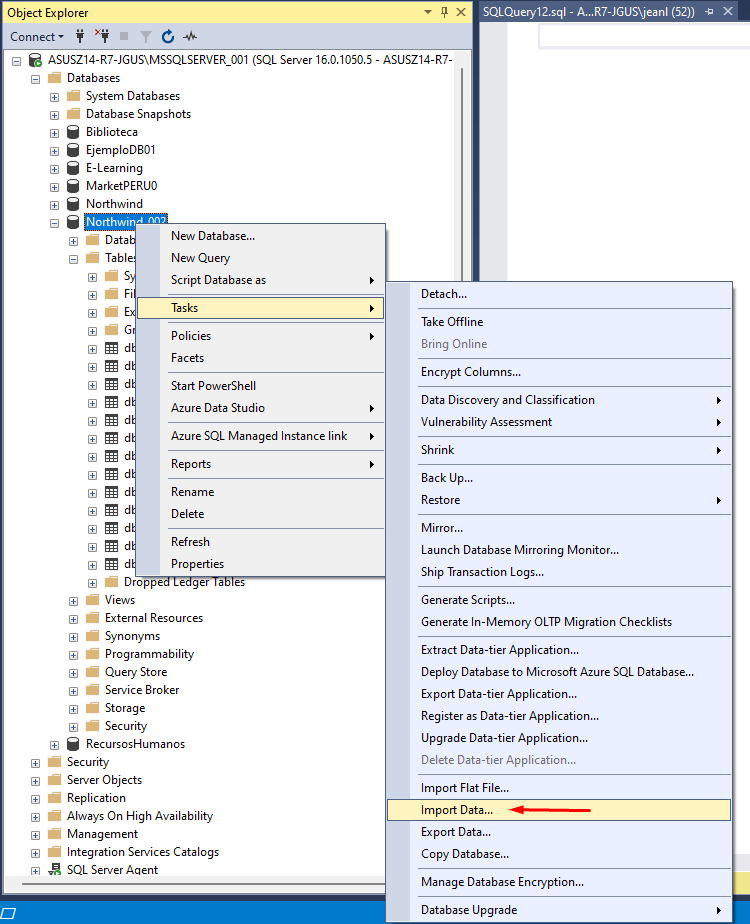 Object Explorer
SQLQuery12.sql - A...R7-JGUS\jeanl (52))
Connect
ASUSZ14-R7-JGUS\MSSQLSERVER_001 (SQL Server 16.0.1050.5 - ASUSZ14-R7-
Databases
System Databases
Database Snapshots
Biblioteca
EjemploDB01
E-Learning
MarketPERU0
Northwind
Northwind_002
Datab
Tables
Sy
Fil
Ex
Gr
db
db
db
db
db
db
db
db
db
db
db
db
db
Dropped Ledger Tables
Views
External Resources
Synonyms
Programmability
Query Store
Service Broker
Storage
Security
RecursosHumanos
Security
Server Objects
Replication
Always On High Availability
Management
Integration Services Catalogs
SQL Server Agent
New Database...
New Query
Script Database as
Tasks
Policies
Facets
Start PowerShell
Azure Data Studio
Azure SQL Managed Instance link
Reports
Rename
Delete
Refresh
Properties
Detach...
Take Offline
Bring Online
Encrypt Columns...
Data Discovery and Classification
Vulnerability Assessment
Shrink
Back Up...
Restore
Mirror...
Launch Database Mirroring Monitor...
Ship Transaction Logs...
Generate Scripts...
Generate In-Memory OLTP Migration Checklists
Extract Data-tier Application...
Deploy Database to Microsoft Azure SQL Database...
Export Data-tier Application...
Register as Data-tier Application...
Upgrade Data-tier Application...
Delete Data-tier Application...
Import Flat File...
Import Data...
Export Data...
Copy Database...
Manage Database Encryption...
Database Upgrade